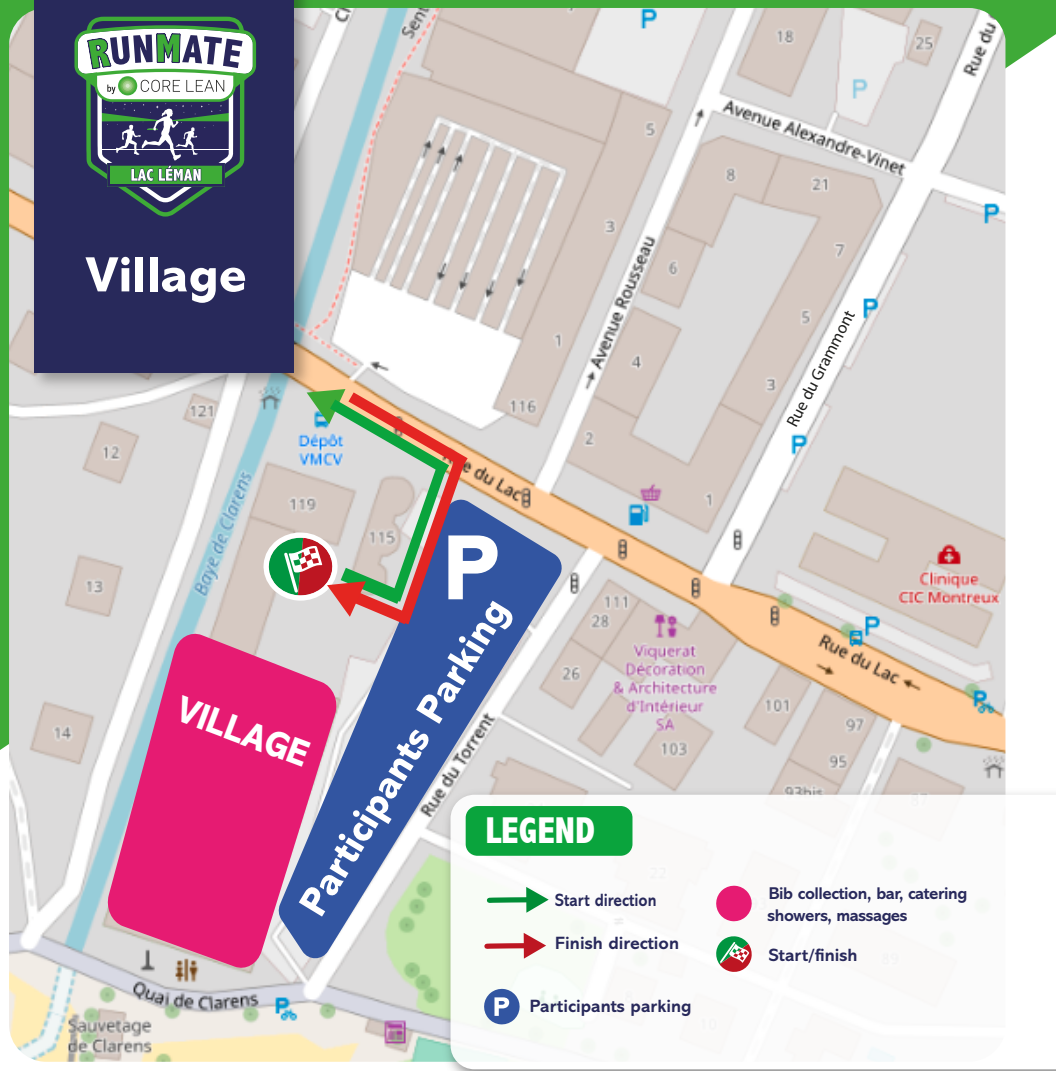 RUNMATE
by CORE LEAN
LAC LÉMAN
Village
P
18
25
Rue du
P
Avenue Alexandre-Vinet
5
8
21
P
3
7
6
Avenue Rousseau
5
P
Rue du Grammont
1
4
3
116
121
2
P
Dépôt
VMCV
12
Rue du Lac
1
119
Baye de Clarens
115
P
Clinique
CIC Montreux
13
111
28
P
Viquerat
Décoration
& Architecture
d'Intérieur
SA
Rue du Lac
26
101
97
P
VILLAGE
Participants Parking
14
103
95
Rue du Torrent
93bis
87
LEGEND
Start direction
Bib collection, bar, catering
showers, massages
Finish direction
Start/finish
P Participants parking
Quai de Clarens
P
Sauvetage
de Clarens